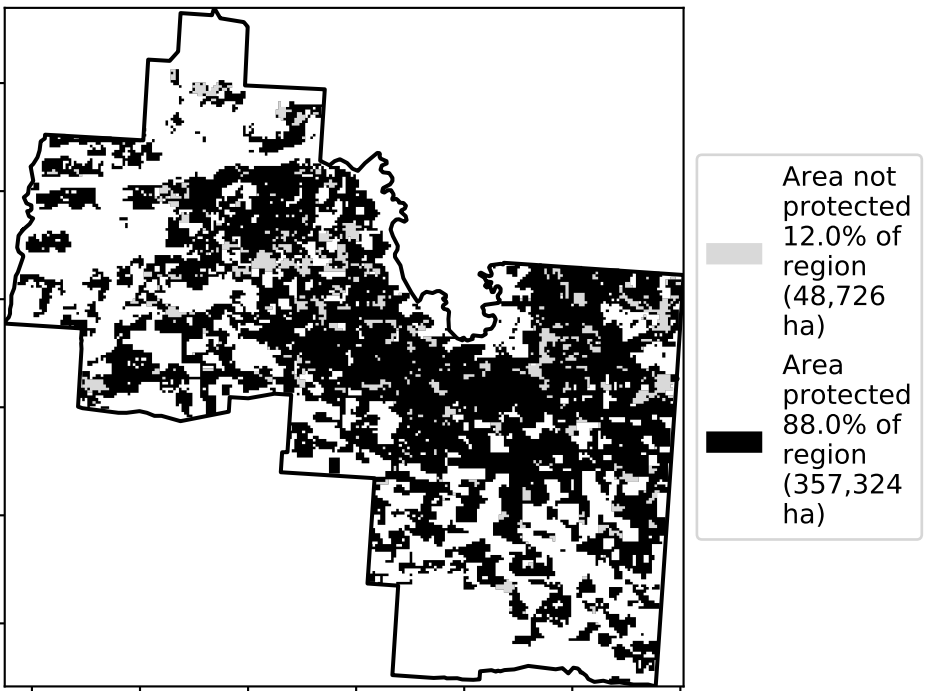 Area not
protected
12.0% of
region
(48,726
ha)
Area
protected
88.0% of
region
(357,324
ha)